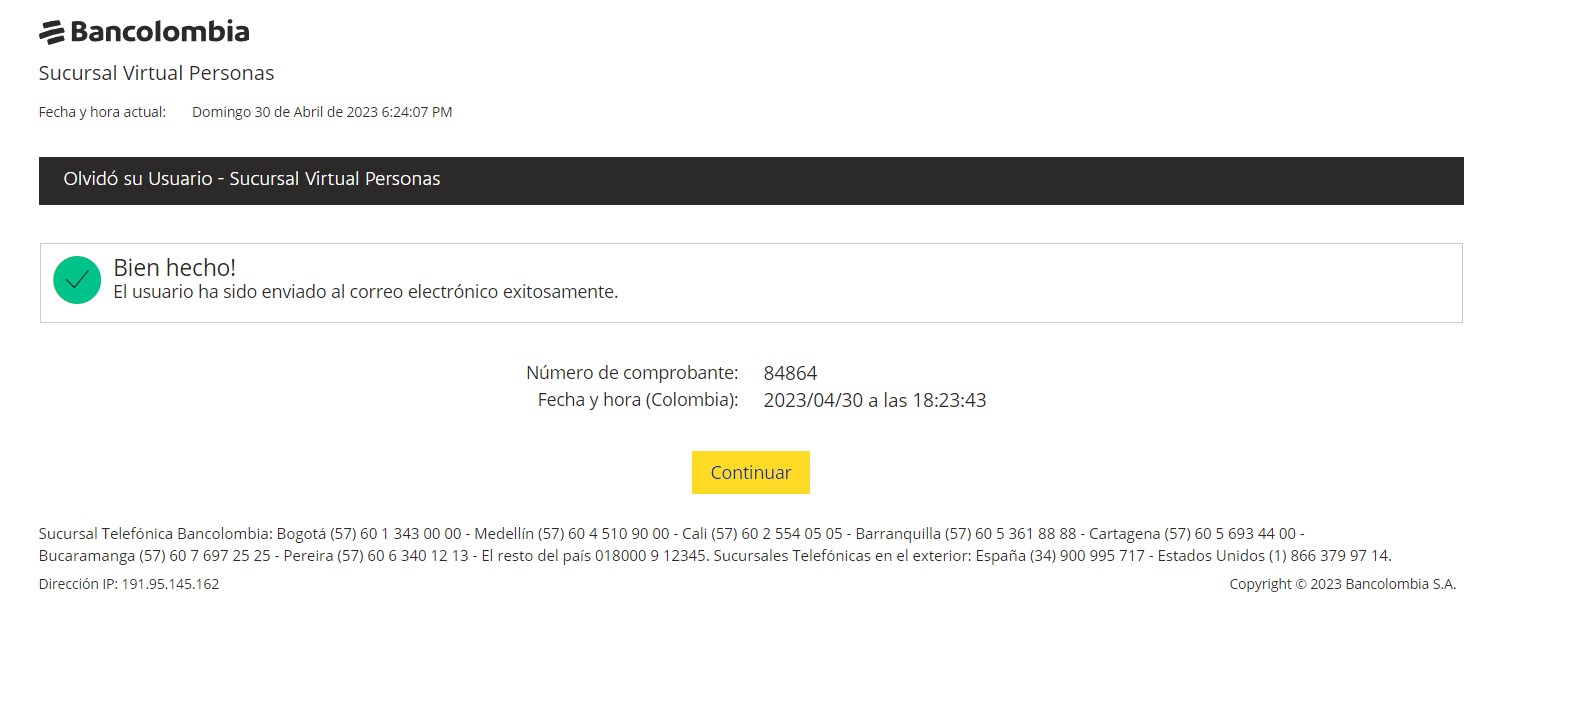 Bancolombia
Sucursal Virtual Personas
Fecha y hora actual: Domingo 30 de Abril de 2023 6:24:07 PM
Olvidó su Usuario - Sucursal Virtual Personas
Bien hecho!
El usuario ha sido enviado al correo electrónico exitosamente.
Número de comprobante: 84864
Fecha y hora (Colombia): 2023/04/30 a las 18:23:43
Continuar
Sucursal Telefónica Bancolombia: Bogotá (57) 60 1 343 00 00 - Medellín (57) 60 4 510 90 00 - Cali (57) 60 2 554 05 05 - Barranquilla (57) 60 5 361 88 88 - Cartagena (57) 60 5 693 44 00 -
Bucaramanga (57) 60 7 697 25 25 - Pereira (57) 60 6 340 12 13 - El resto del país 018000 9 12345. Sucursales Telefónicas en el exterior: España (34) 900 995 717 - Estados Unidos (1) 866 379 97 14.
Dirección IP: 191.95.145.162 Copyright © 2023 Bancolombia S.A.